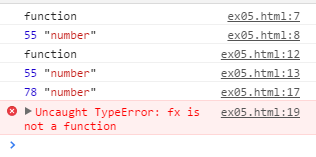 function ex05.html:7
55 "number" ex05.html:8
function ex05.html:12
55 "number" ex05.html:13
78 "number" ex05.html:17
Uncaught TypeError: fx is ex05.html:19
not a function